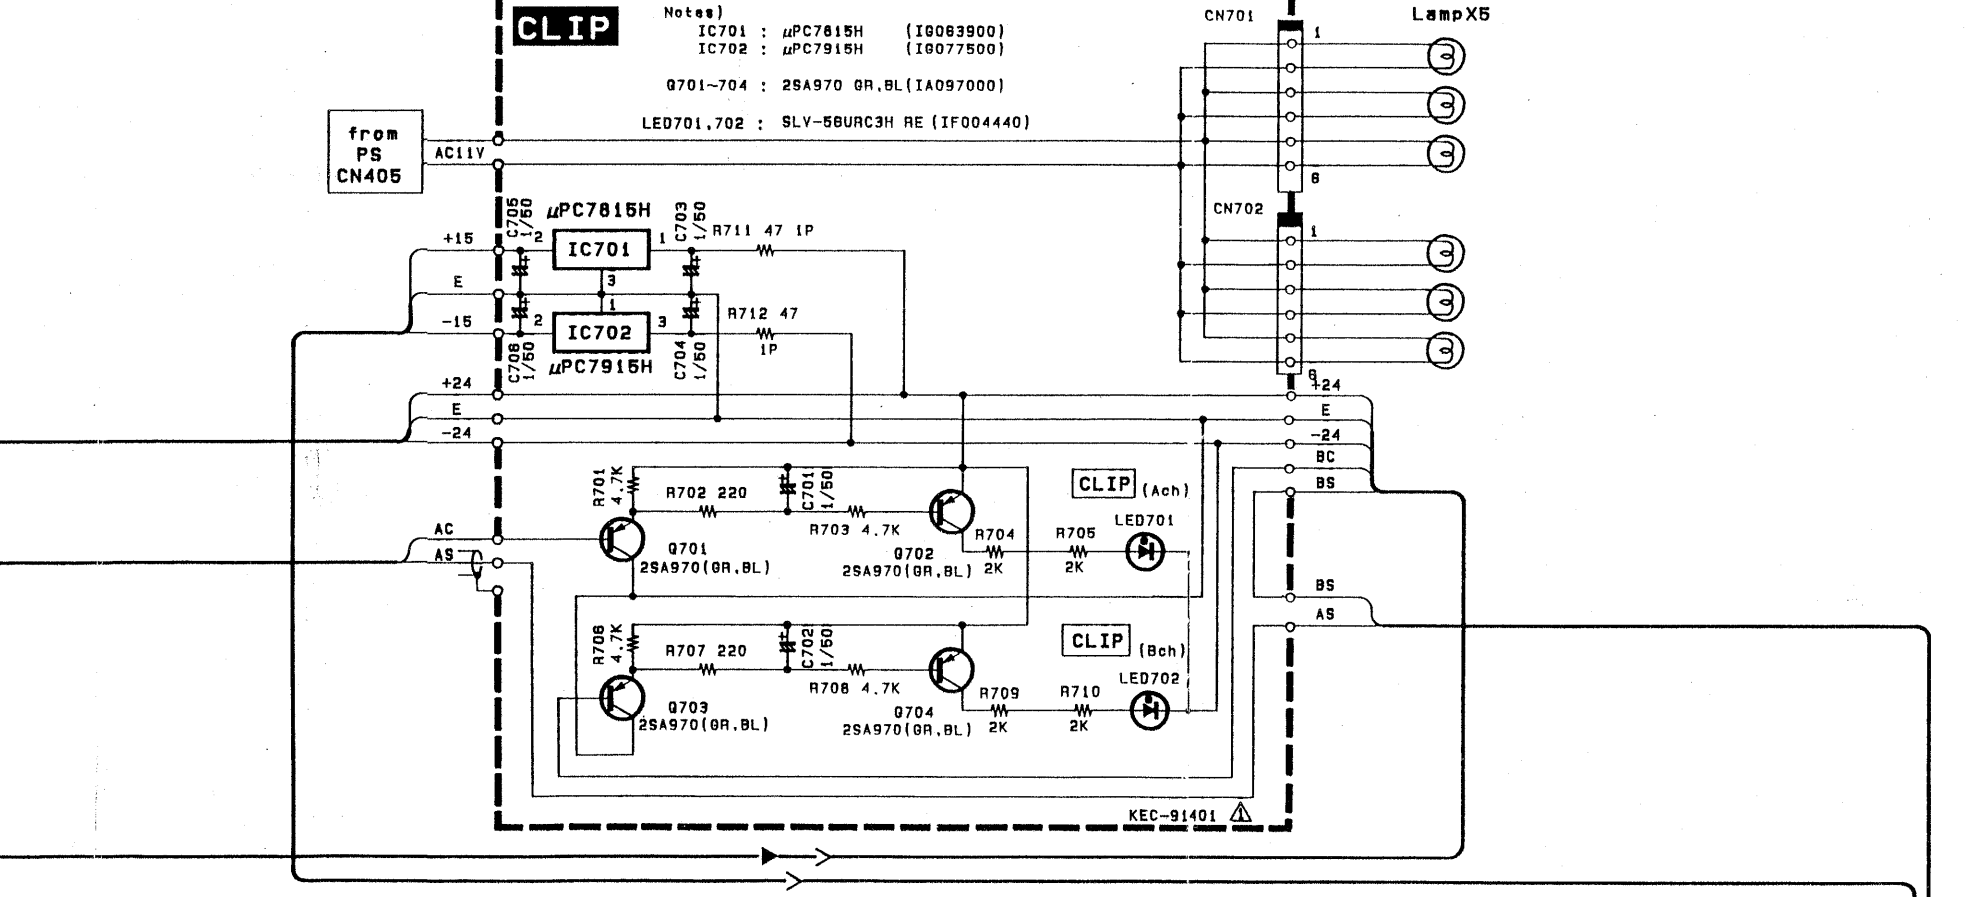 CLIP
Notes)
IC701 : µPC7815H (IG063900)
IC702 : µPC7915H (IG077500)
Q701~704 : 2SA970 GR,BL(IA097000)
LED701,702 : SLV-56URC3H RE (IF004440)
CN701
LampX5
1
6
from
PS
CN405
AC11V
CN702
1
6
C705
1/50
µPC7815H
C703
1/50
R711 47 1P
+15
2
IC701
1
E
3
1
-15
2
IC702
3
R712 47
1P
C706
1/50
µPC7915H
C704
1/50
+24
E
-24
+24
E
-24
BC
BS
R701
4.7K
R702 220
C701
1/50
R703 4.7K
CLIP (Ach)
LED701
AC
AS
Q701
2SA970(GR,BL)
Q702
2SA970(GR,BL)
R704
2K
R705
2K
BS
AS
R706
4.7K
R707 220
C702
1/50
R708 4.7K
CLIP (Bch)
LED702
Q703
2SA970(GR,BL)
Q704
2SA970(GR,BL)
R709
2K
R710
2K
KEC-91401
1